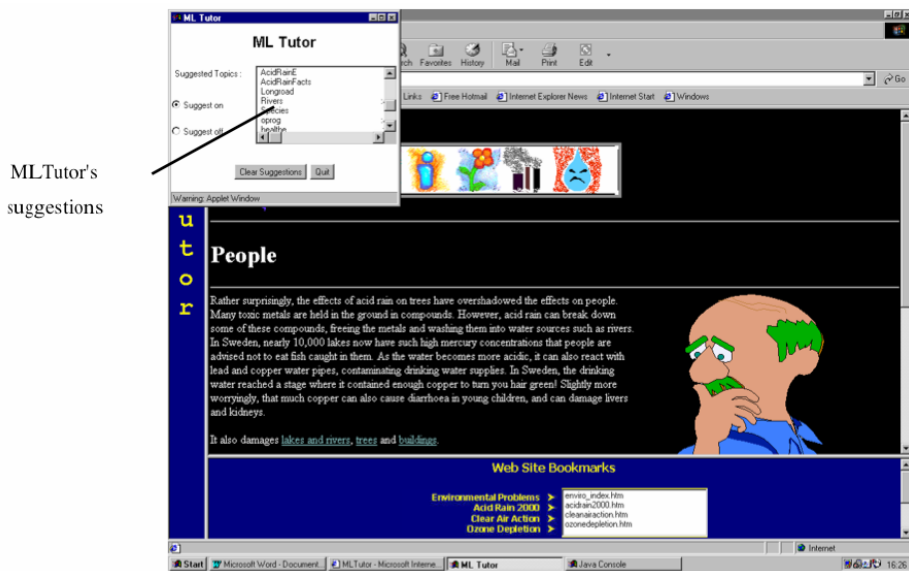 ML Tutor
ML Tutor
Suggested Topics :
AcidRainE
AcidRainFacts
Longroad
Rivers
Species
oprog
healthe
Suggest on
Suggest off
Clear Suggestions
Quit
Warning: Applet Window
MLTutor's
suggestions
Favorites
History
Mail
Print
Edit
Go
Links
Free Hotmail
Internet Explorer News
Internet Start
Windows
u
t
o
r
People
Rather surprisingly, the effects of acid rain on trees have overshadowed the effects on people.
Many toxic metals are held in the ground in compounds. However, acid rain can break down
some of these compounds, freeing the metals and washing them into water sources such as rivers.
In Sweden, nearly 10,000 lakes now have such high mercury concentrations that people are
advised not to eat fish caught in them. As the water becomes more acidic, it can also react with
lead and copper water pipes, contaminating drinking water supplies. In Sweden, the drinking
water reached a stage where it contained enough copper to turn you hair green! Slightly more
worryingly, that much copper can also cause diarrhoea in young children, and can damage livers
and kidneys.
It also damages lakes and rivers, trees and buildings.
Web Site Bookmarks
Environmental Problems
Acid Rain 2000
Clear Air Action
Ozone Depletion
enviro_index.htm
acidrain2000.htm
cleanairaction.htm
ozonedepletion.htm
Internet
Start
Microsoft Word - Document...
MLTutor - Microsoft Interne...
ML Tutor
Java Console
16:26